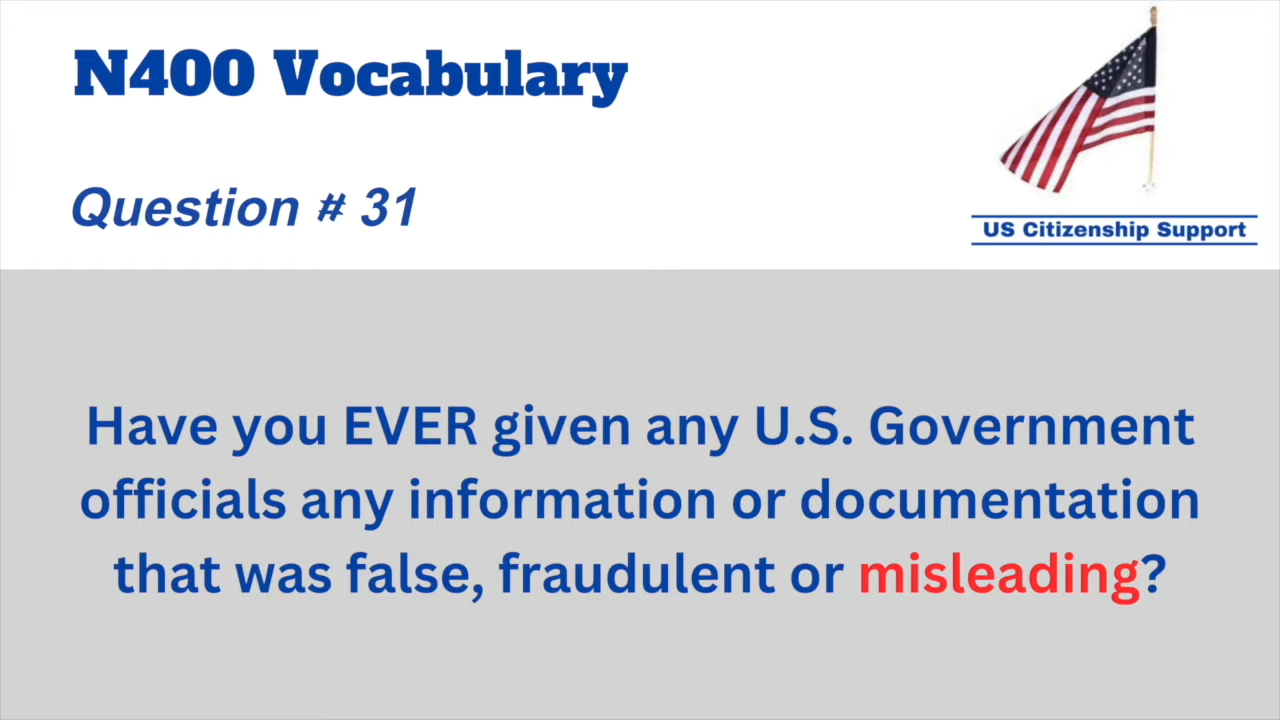 N400 Vocabulary
Question # 31
US Citizenship Support
Have you EVER given any U.S. Government
officials any information or documentation
that was false, fraudulent or misleading?